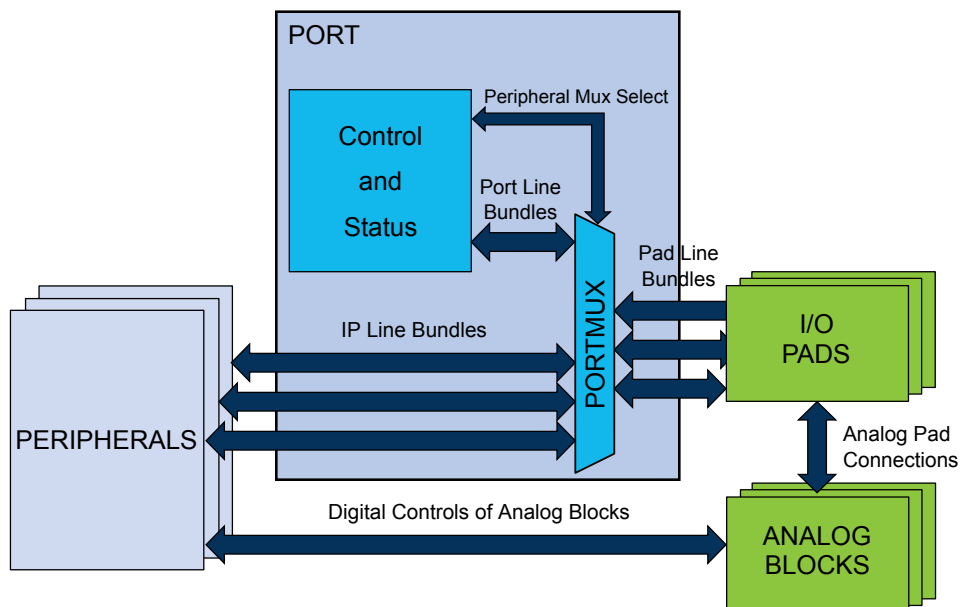 PORT
Peripheral Mux Select
Control
and
Status
Port Line
Bundles
Pad Line
Bundles
PORTMUX
IP Line Bundles
I/O
PADS
PERIPHERALS
Analog Pad
Connections
Digital Controls of Analog Blocks
ANALOG
BLOCKS